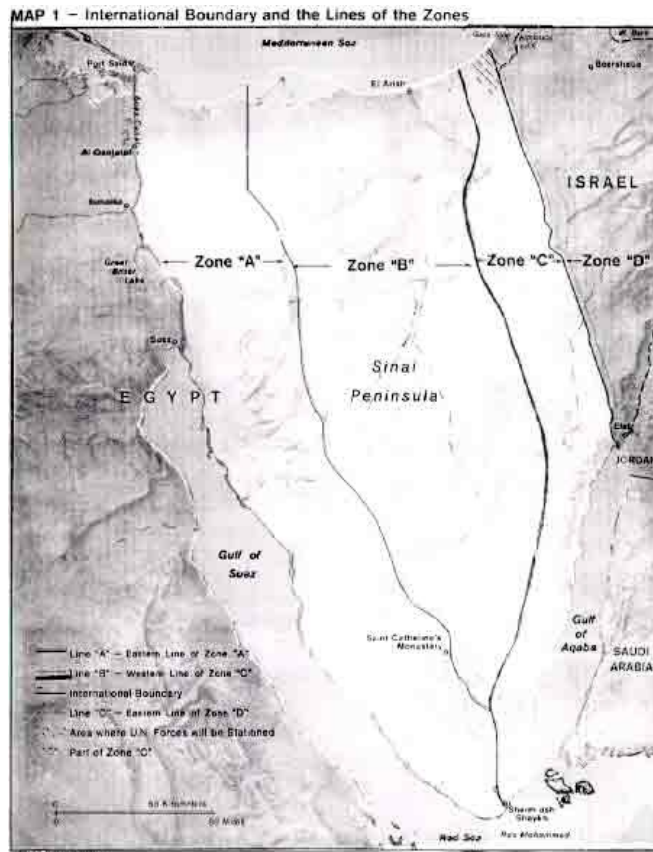 MAP 1 – International Boundary and the Lines of the Zones
Mediterranean Sea
Port Said
El Arish
Beersheba
Al Qantarah
ISRAEL
Ismailia
Zone "A"
Zone "B"
Zone "C"
Zone "D"
Great
Bitter
Lake
Suez
Sinai
Peninsula
EGYPT
Elat
JORDAN
Gulf of
Suez
Saint Catherine's
Monastery
Gulf
of
Aqaba
SAUDI
ARABIA
Line "A" – Eastern Line of Zone "A"
Line "B" – Western Line of Zone "C"
International Boundary
Line "C" – Eastern Line of Zone "D"
Area where U.N. Forces will be Stationed
Part of Zone "C"
50 Kilometers
50 Miles
Sharm ash
Shaykh
Ras Mohammed
Red Sea